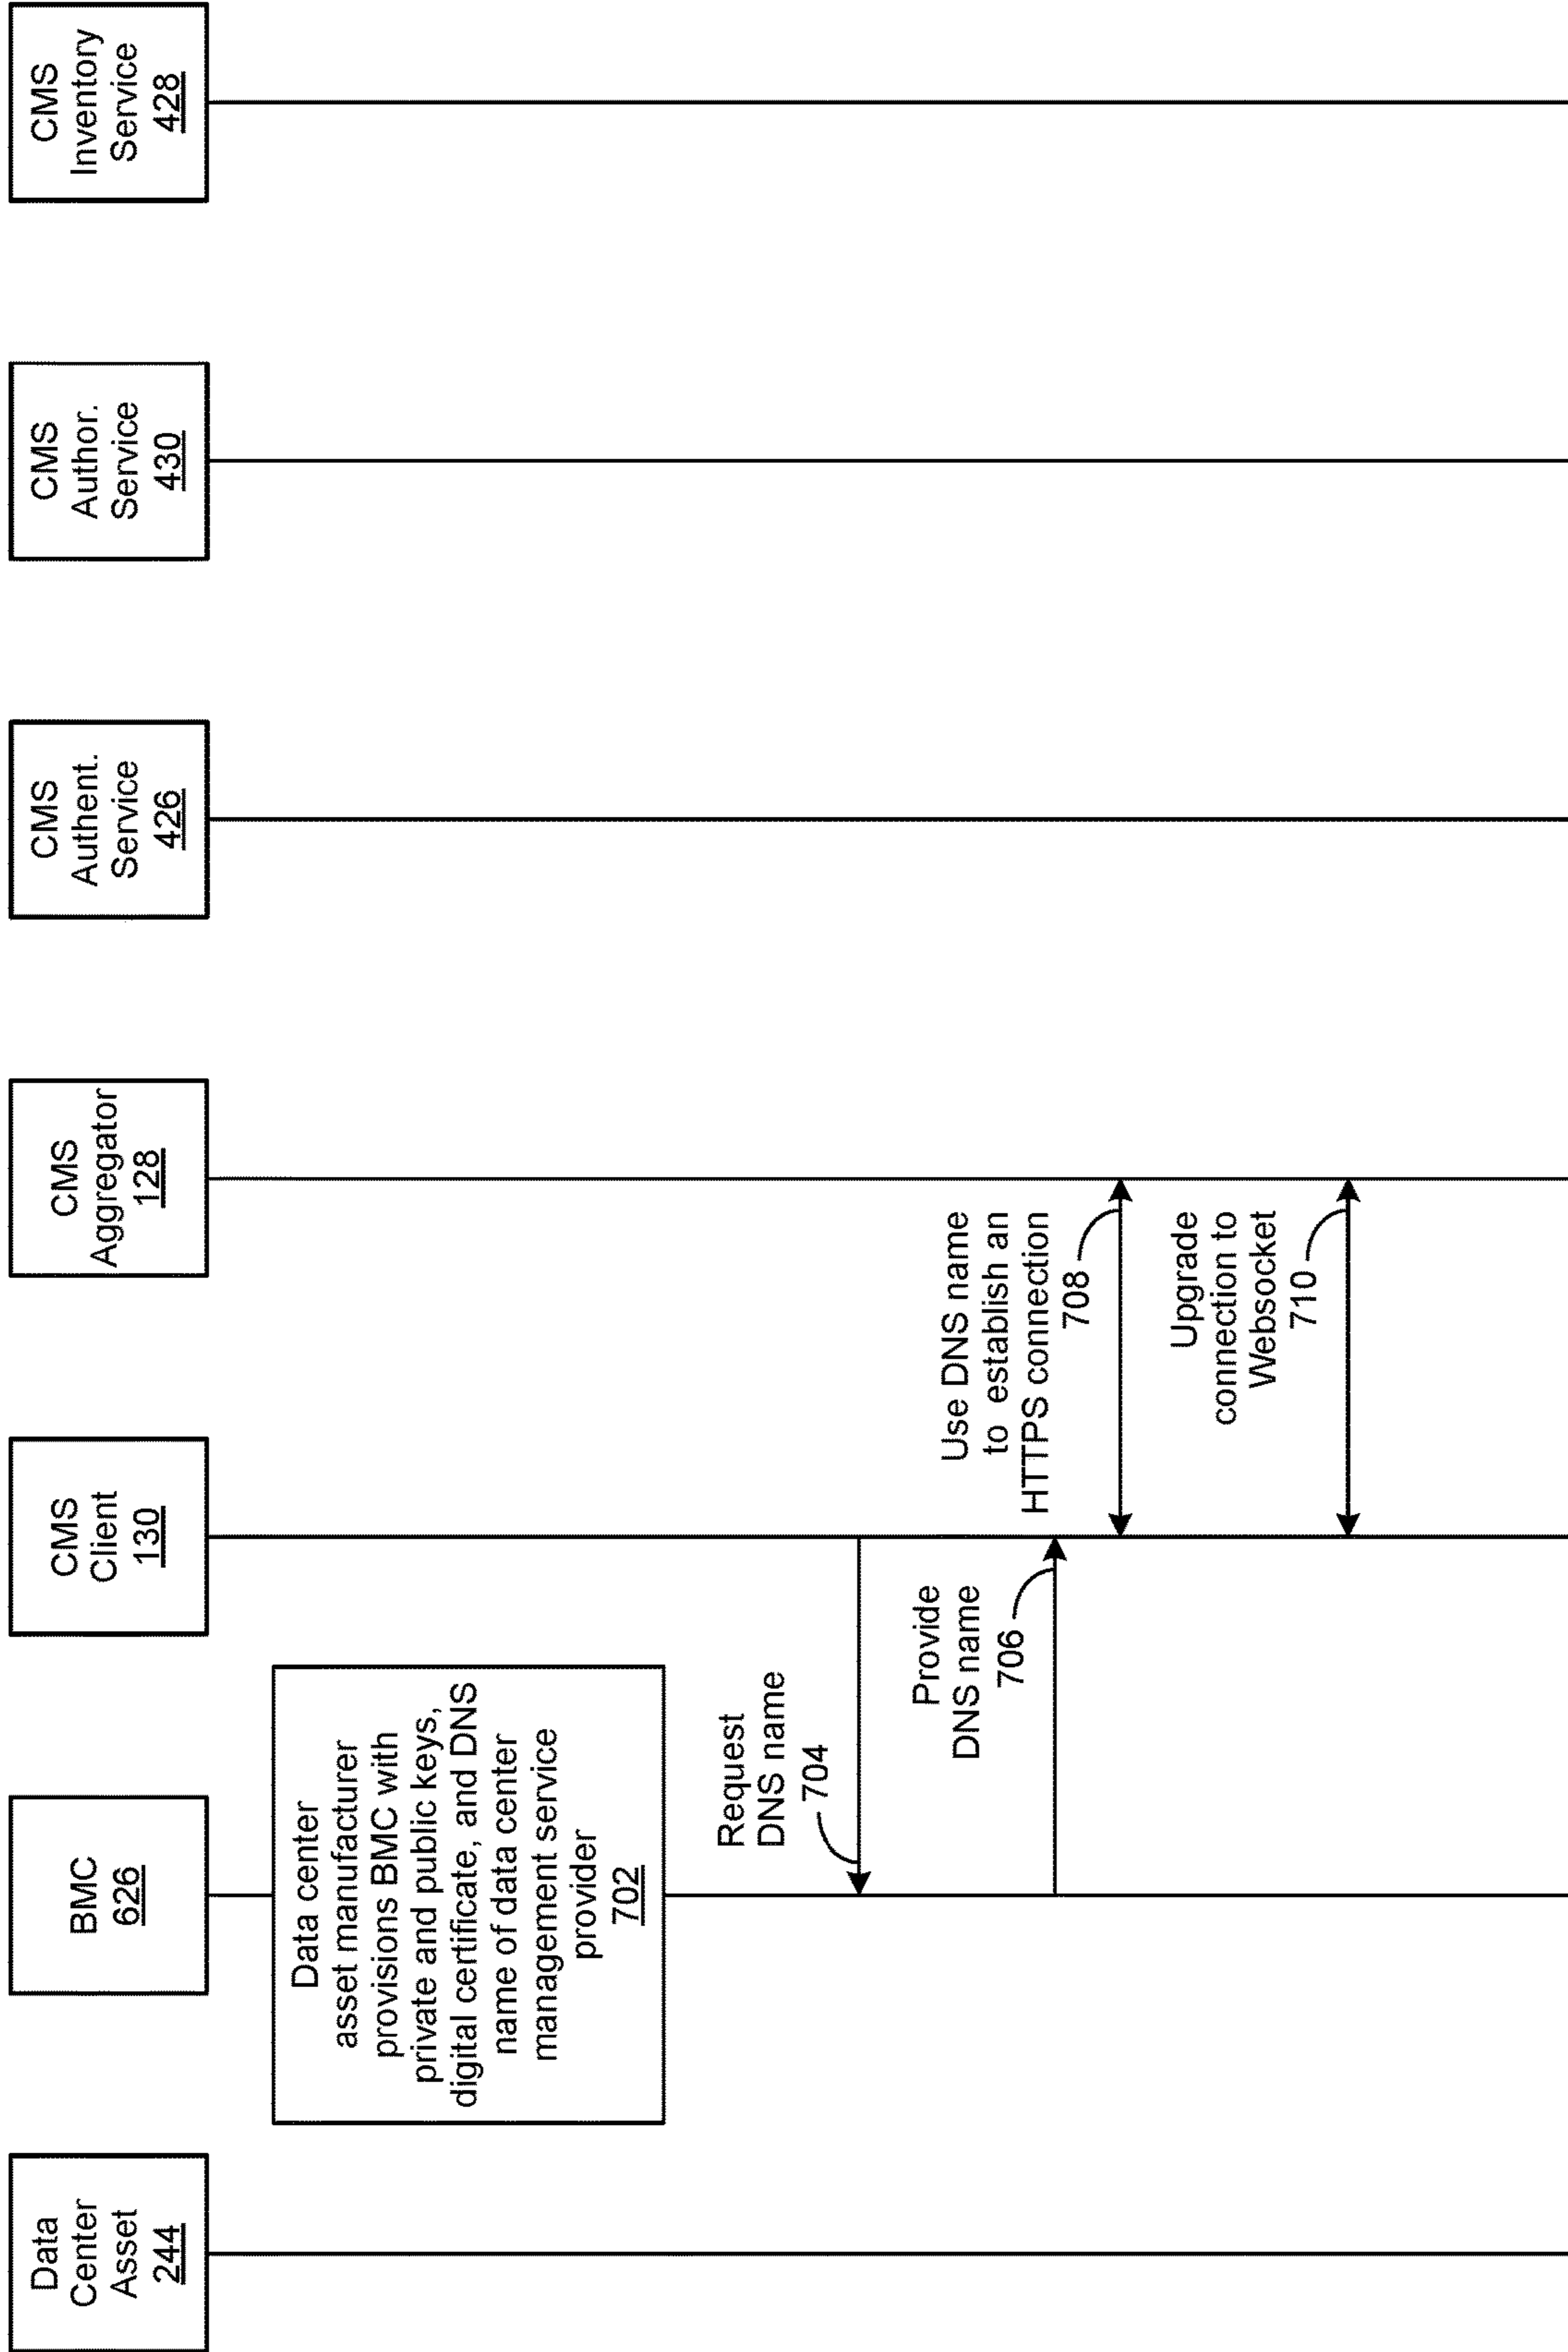 Data
Center
Asset
244
BMC
626
CMS
Client
130
CMS
Aggregator
128
CMS
Authent.
Service
426
CMS
Author.
Service
430
CMS
Inventory
Service
428
Data center
asset manufacturer
provisions BMC with
private and public keys,
digital certificate, and DNS
name of data center
management service
provider
702
Request
DNS name
704
Provide
DNS name
706
Use DNS name
to establish an
HTTPS connection
708
Upgrade
connection to
Websocket
710